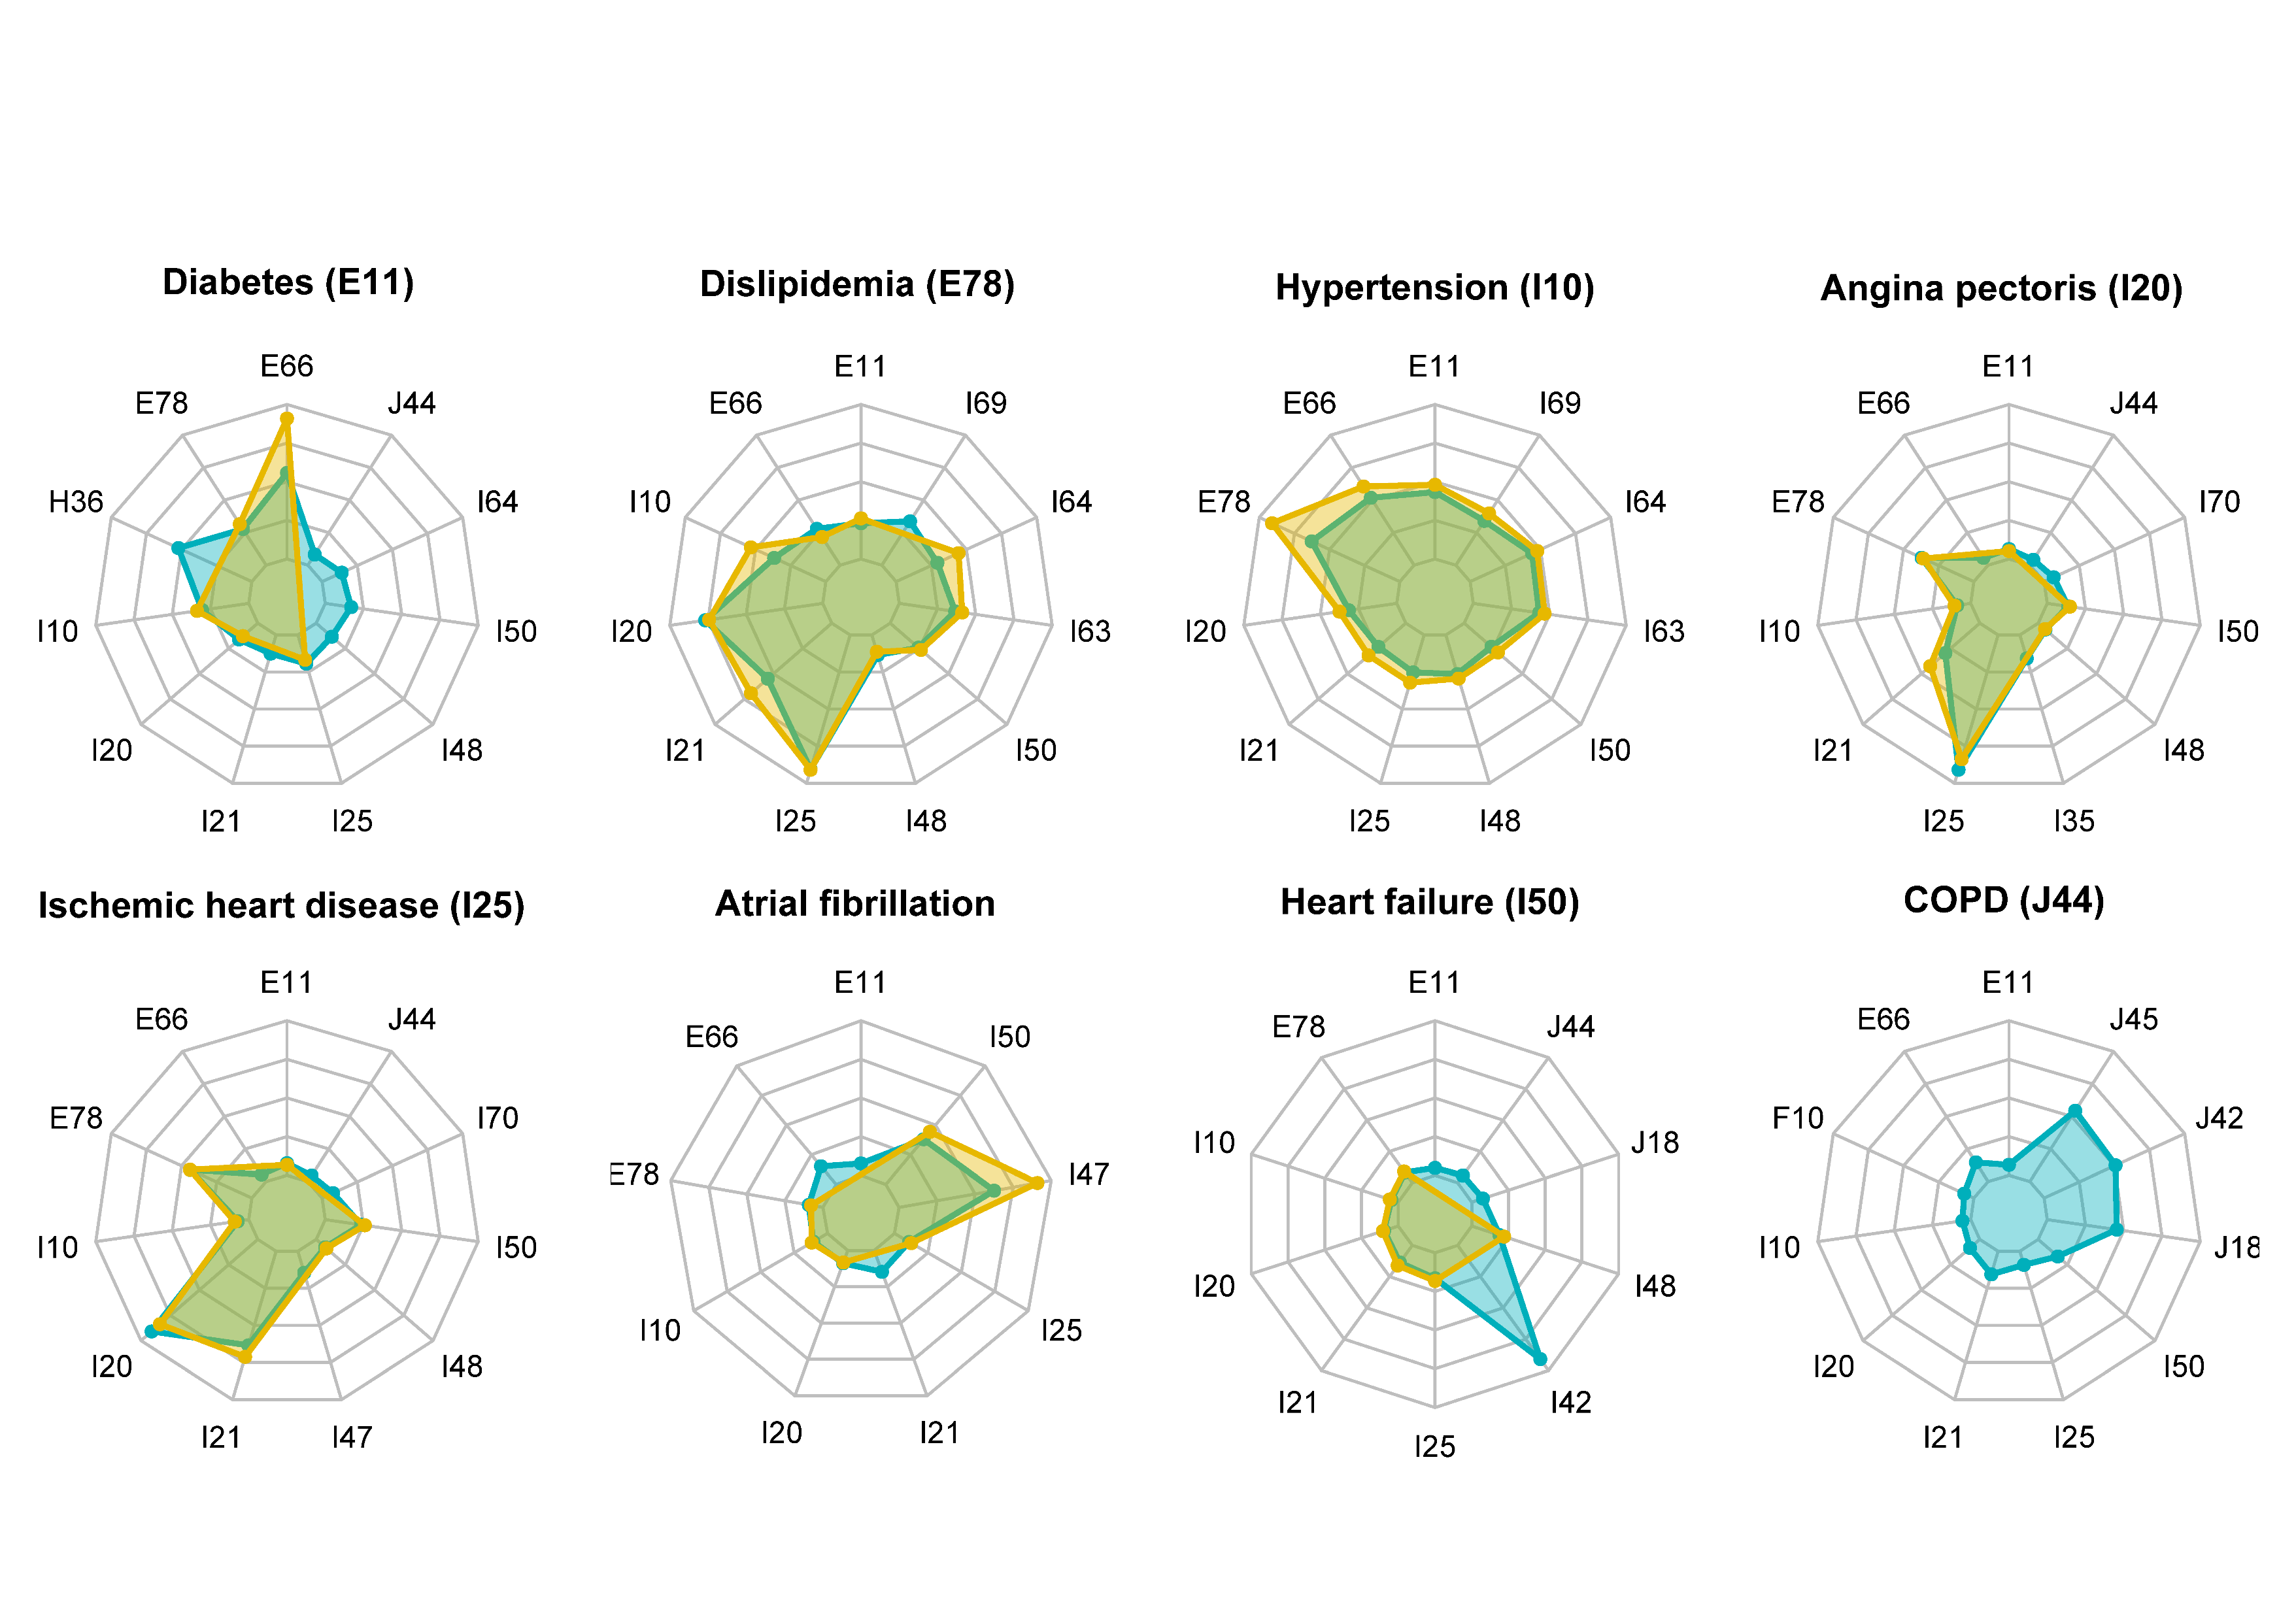 Diabetes (E11)
Dislipidemia (E78)
Hypertension (I10)
Angina pectoris (I20)
E66
J44
I64
I50
I48
I25
I21
I20
I10
H36
E78
E11
I69
I64
I63
I50
I48
I25
I21
I20
I10
E66
E11
I69
I64
I63
I50
I48
I25
I21
I20
E78
E66
E11
J44
I70
I50
I48
I35
I25
I21
I10
E78
E66
Ischemic heart disease (I25)
Atrial fibrillation
Heart failure (I50)
COPD (J44)
E11
J44
I70
I50
I48
I47
I21
I20
I10
E78
E66
E11
I50
I47
I25
I21
I20
I10
E78
E66
E11
J44
J18
I48
I42
I25
I21
I20
I10
E78
E11
J45
J42
J18
I50
I25
I21
I20
I10
F10
E66